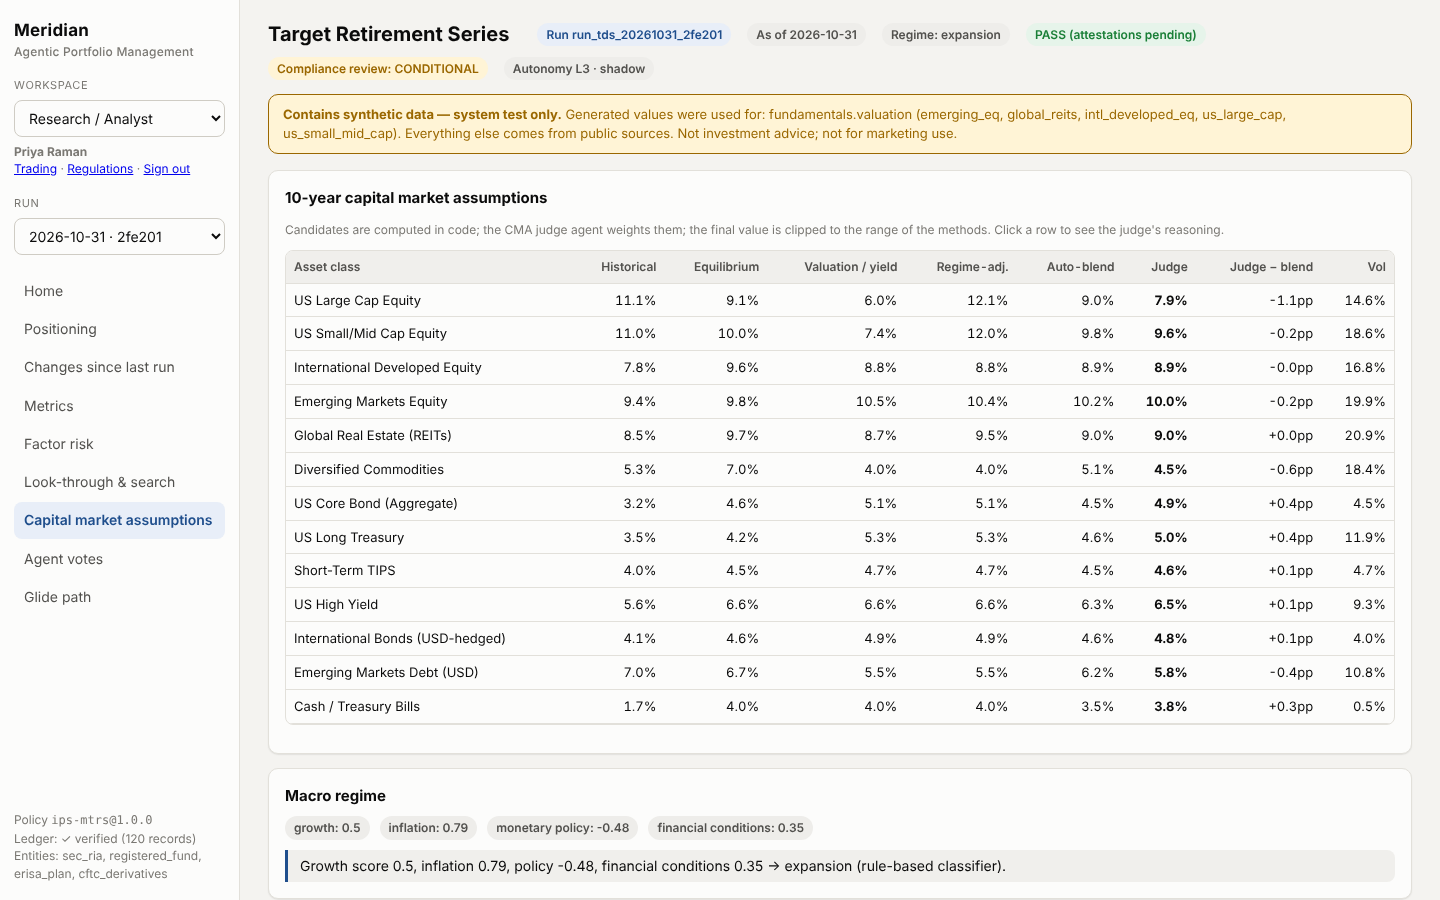 Meridian
Agentic Portfolio Management
WORKSPACE
Research / Analyst
Priya Raman
Trading · Regulations · Sign out
RUN
2026-10-31 · 2fe201
Home
Positioning
Changes since last run
Metrics
Factor risk
Look-through & search
Capital market assumptions
Agent votes
Glide path
Policy ips-mtrs@1.0.0
Ledger: ✓ verified (120 records)
Entities: sec_ria, registered_fund,
erisa_plan, cftc_derivatives
Target Retirement Series Run run_tds_20261031_2fe201 As of 2026-10-31 Regime: expansion PASS (attestations pending)
Compliance review: CONDITIONAL Autonomy L3 · shadow
Contains synthetic data — system test only. Generated values were used for: fundamentals.valuation (emerging_eq, global_reits, intl_developed_eq, us_large_cap,
us_small_mid_cap). Everything else comes from public sources. Not investment advice; not for marketing use.
10-year capital market assumptions
Candidates are computed in code; the CMA judge agent weights them; the final value is clipped to the range of the methods. Click a row to see the judge's reasoning.
Asset class Historical Equilibrium Valuation / yield Regime-adj. Auto-blend Judge Judge − blend Vol
US Large Cap Equity 11.1% 9.1% 6.0% 12.1% 9.0% 7.9% -1.1pp 14.6%
US Small/Mid Cap Equity 11.0% 10.0% 7.4% 12.0% 9.8% 9.6% -0.2pp 18.6%
International Developed Equity 7.8% 9.6% 8.8% 8.8% 8.9% 8.9% -0.0pp 16.8%
Emerging Markets Equity 9.4% 9.8% 10.5% 10.4% 10.2% 10.0% -0.2pp 19.9%
Global Real Estate (REITs) 8.5% 9.7% 8.7% 9.5% 9.0% 9.0% +0.0pp 20.9%
Diversified Commodities 5.3% 7.0% 4.0% 4.0% 5.1% 4.5% -0.6pp 18.4%
US Core Bond (Aggregate) 3.2% 4.6% 5.1% 5.1% 4.5% 4.9% +0.4pp 4.5%
US Long Treasury 3.5% 4.2% 5.3% 5.3% 4.6% 5.0% +0.4pp 11.9%
Short-Term TIPS 4.0% 4.5% 4.7% 4.7% 4.5% 4.6% +0.1pp 4.7%
US High Yield 5.6% 6.6% 6.6% 6.6% 6.3% 6.5% +0.1pp 9.3%
International Bonds (USD-hedged) 4.1% 4.6% 4.9% 4.9% 4.6% 4.8% +0.1pp 4.0%
Emerging Markets Debt (USD) 7.0% 6.7% 5.5% 5.5% 6.2% 5.8% -0.4pp 10.8%
Cash / Treasury Bills 1.7% 4.0% 4.0% 4.0% 3.5% 3.8% +0.3pp 0.5%
Macro regime
growth: 0.5 inflation: 0.79 monetary policy: -0.48 financial conditions: 0.35
Growth score 0.5, inflation 0.79, policy -0.48, financial conditions 0.35 → expansion (rule-based classifier).